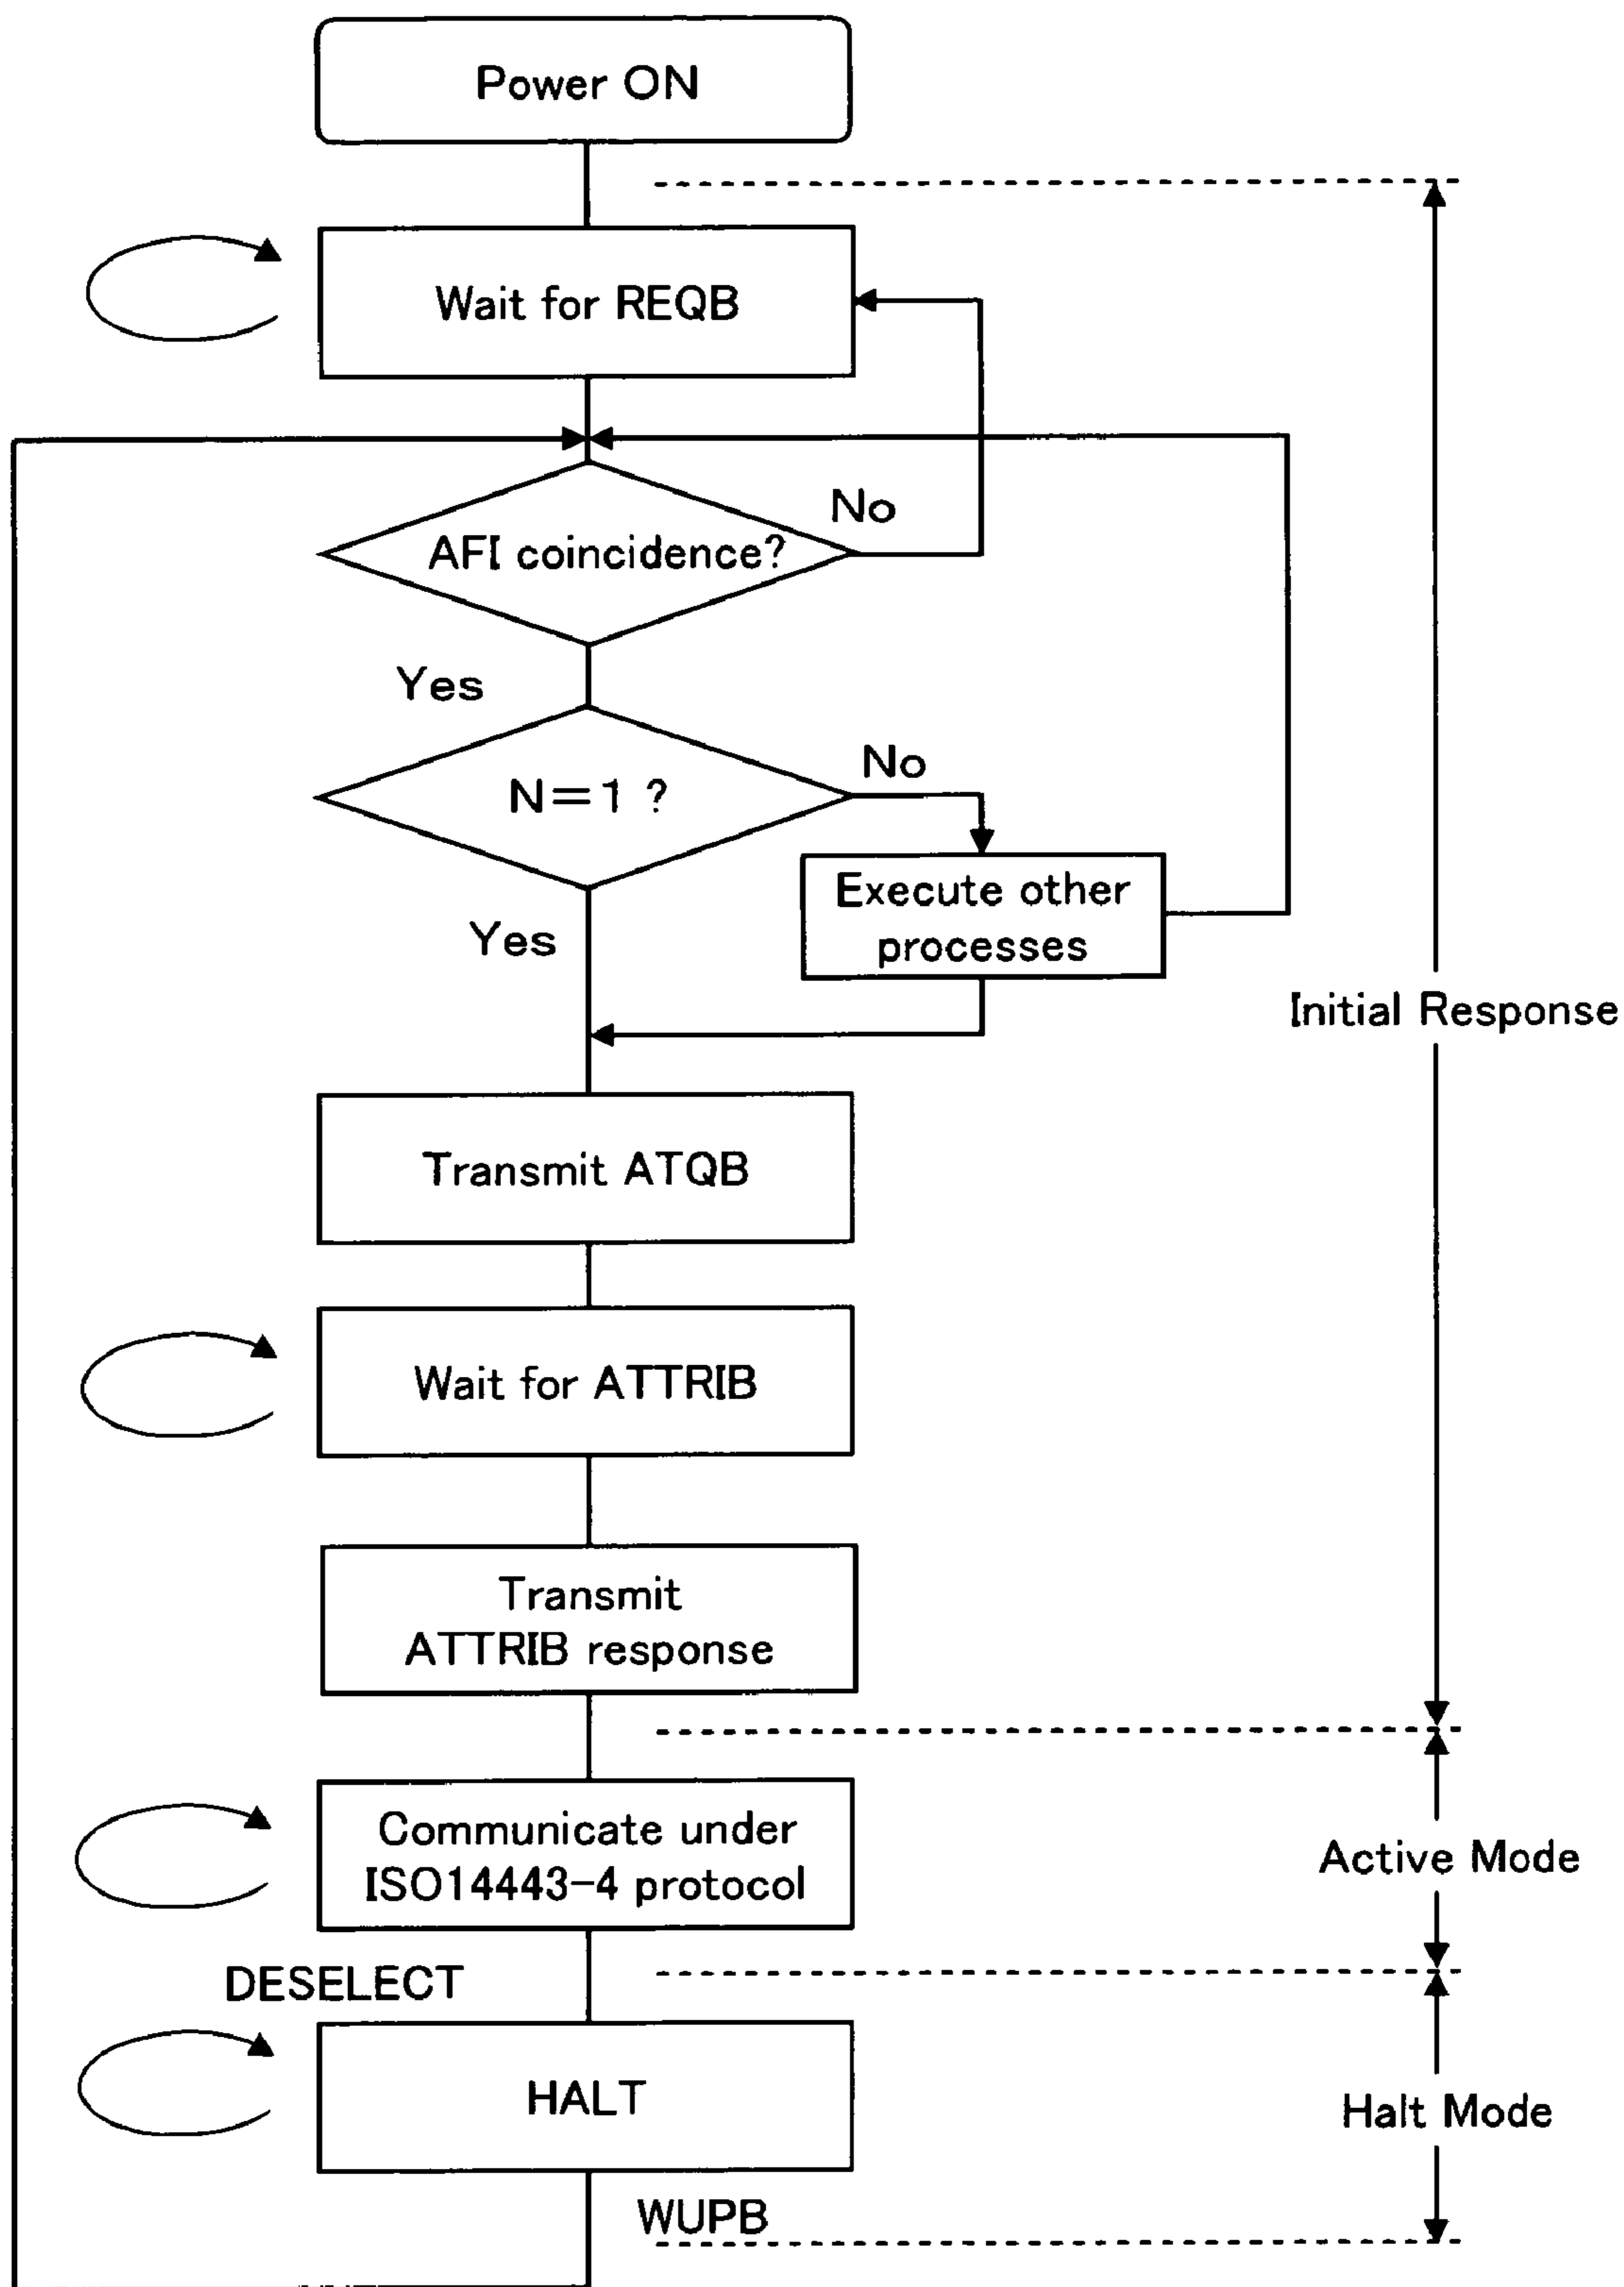 Power ON
Wait for REQB
No
AFI coincidence?
Yes
No
N=1 ?
Execute other
processes
Yes
Initial Response
Transmit ATQB
Wait for ATTRIB
Transmit
ATTRIB response
Communicate under
ISO14443-4 protocol
Active Mode
DESELECT
HALT
Halt Mode
WUPB